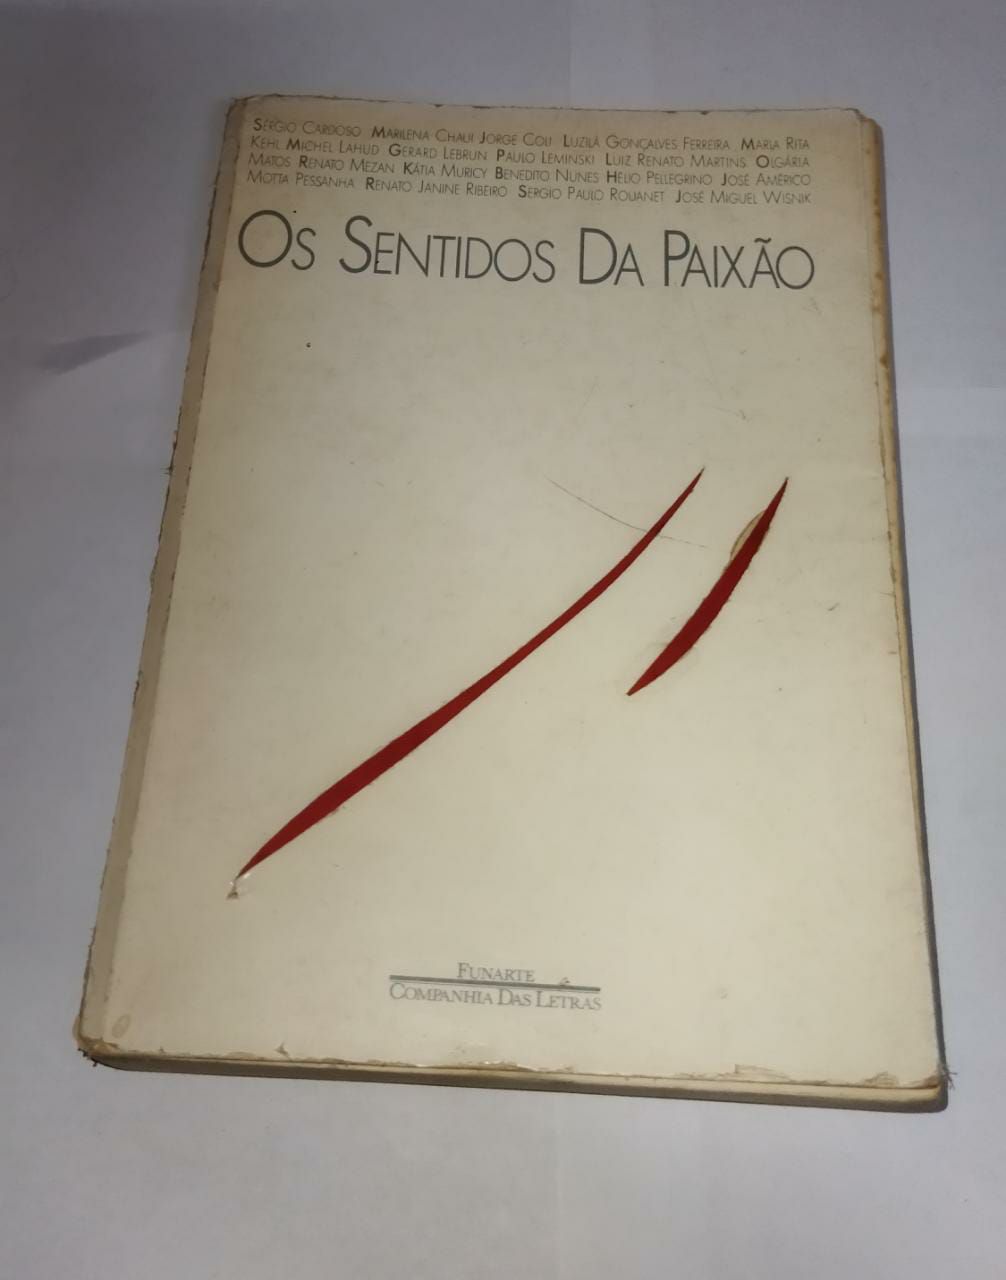 SÉRGIO CARDOSO MARILENA CHAUI JORGE COLI LUZILÁ GONÇALVES FERREIRA MARIA RITA
KEHL MICHEL LAHUD GERARD LEBRUN PAULO LEMINSKI LUIZ RENATO MARTINS OLGÁRIA
MATOS RENATO MEZAN KÁTIA MURICY BENEDITO NUNES HÉLIO PELLEGRINO JOSÉ AMÉRICO
MOTTA PESSANHA RENATO JANINE RIBEIRO SERGIO PAULO ROUANET JOSÉ MIGUEL WISNIK
OS SENTIDOS DA PAIXÃO
FUNARTE
COMPANHIA DAS LETRAS